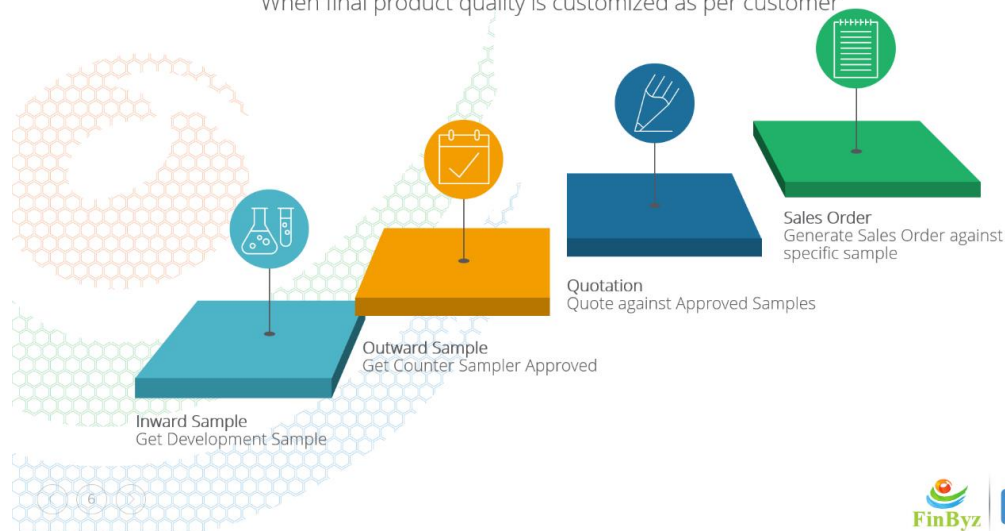 When final product quality is customized as per customer
Sales Order
Generate Sales Order against
specific sample
Quotation
Quote against Approved Samples
Outward Sample
Get Counter Sampler Approved
Inward Sample
Get Development Sample
6
FinByz